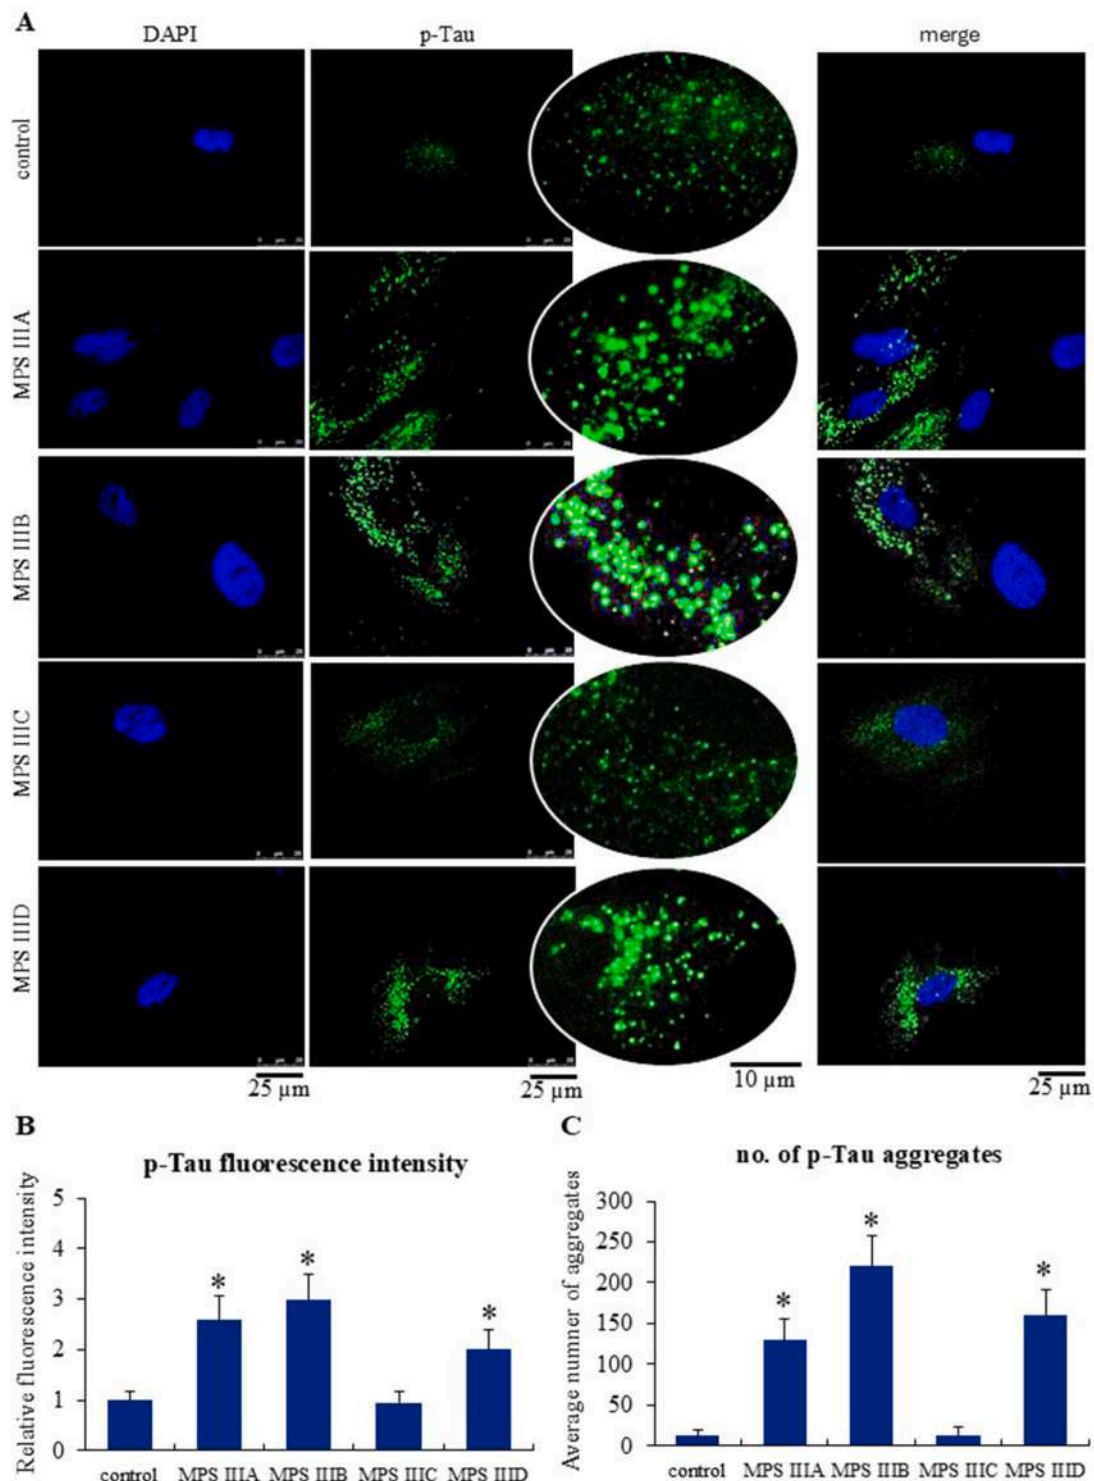 A
DAPI
p-Tau
merge
control
MPS IIIA
MPS IIIB
MPS IIIC
MPS IIID
25 µm
25 µm
10 µm
25 µm
B
p-Tau fluorescence intensity
Relative fluorescence intensity
5
4
3
2
1
0
*
*
*
control MPS IIIA MPS IIIB MPS IIIC MPS IIID
C
no. of p-Tau aggregates
Average numner of aggregates
300
250
200
150
100
50
0
*
*
*
control MPS IIIA MPS IIIB MPS IIIC MPS IIID